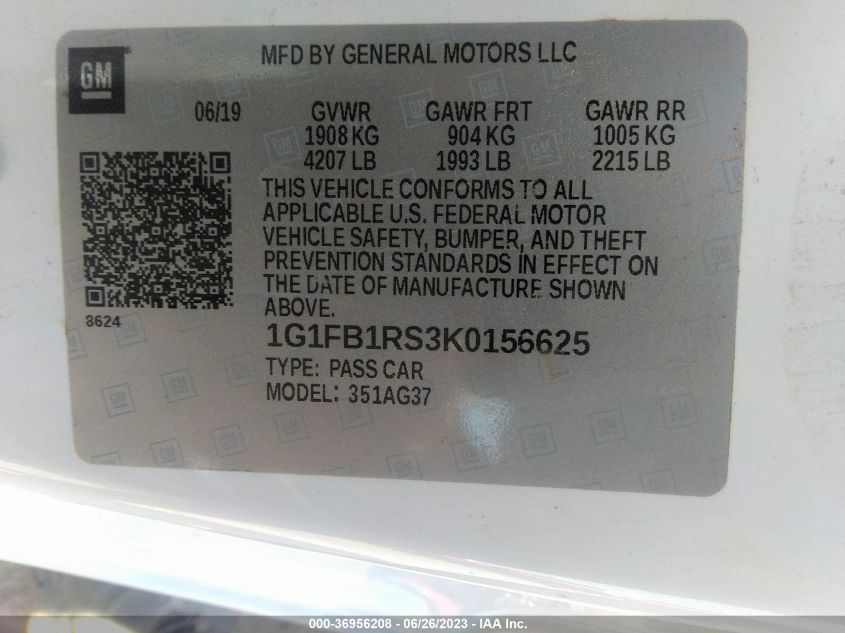 GM
MFD BY GENERAL MOTORS LLC
06/19 GVWR GAWR FRT GAWR RR
1908 KG 904 KG 1005 KG
4207 LB 1993 LB 2215 LB
THIS VEHICLE CONFORMS TO ALL
APPLICABLE U.S. FEDERAL MOTOR
VEHICLE SAFETY, BUMPER, AND THEFT
PREVENTION STANDARDS IN EFFECT ON
THE DATE OF MANUFACTURE SHOWN
ABOVE.
8624
1G1FB1RS3K0156625
TYPE: PASS CAR
MODEL: 351AG37
000-36956208 - 06/26/2023 - IAA Inc.